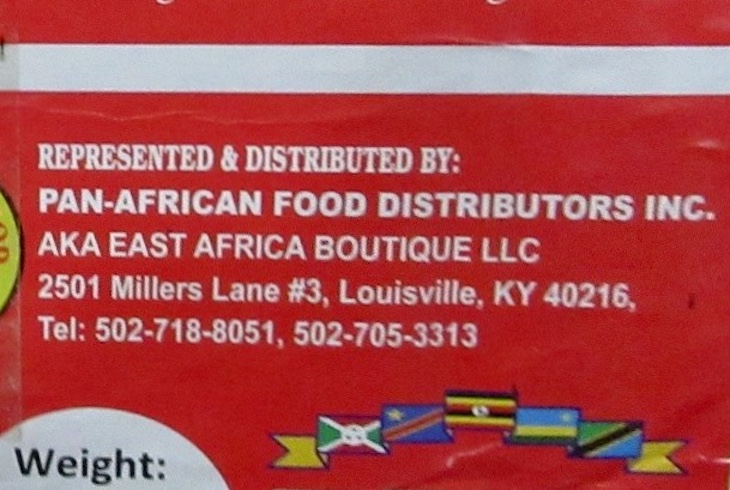 REPRESENTED & DISTRIBUTED BY:
PAN-AFRICAN FOOD DISTRIBUTORS INC.
AKA EAST AFRICA BOUTIQUE LLC
2501 Millers Lane #3, Louisville, KY 40216,
Tel: 502-718-8051, 502-705-3313
Weight: